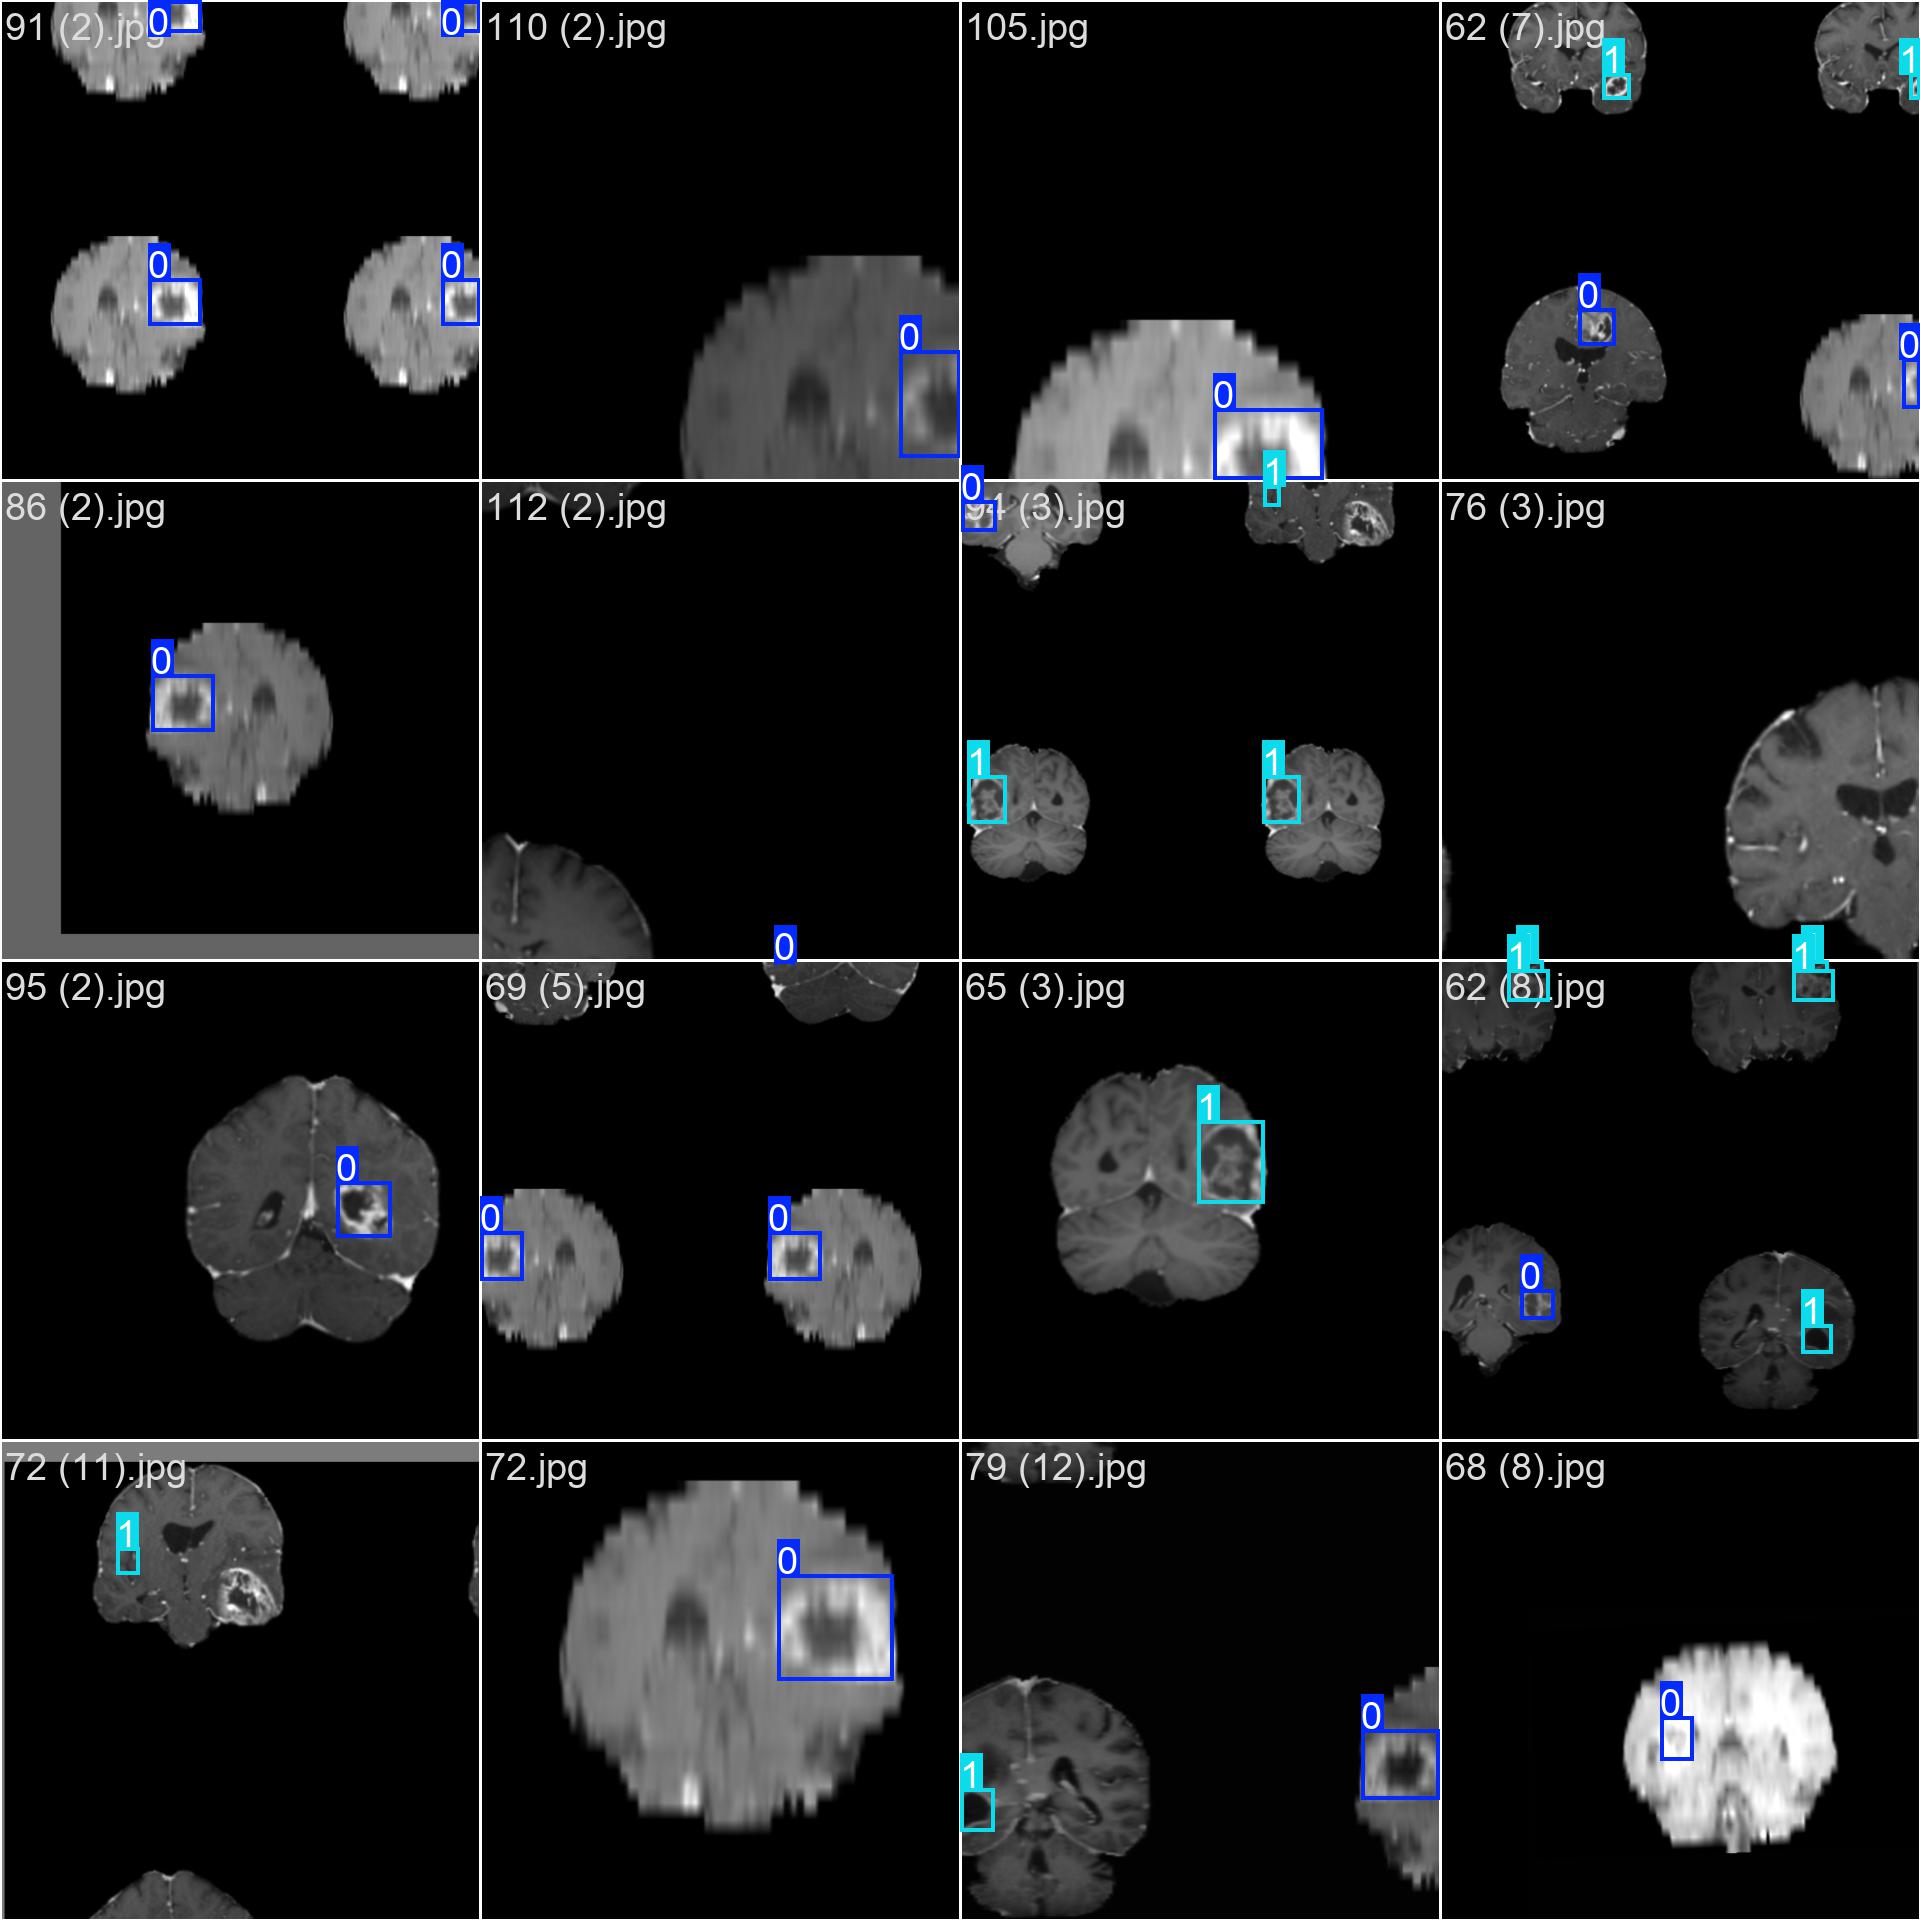 91 (2).jpg
0
0
0
0
110 (2).jpg
0
105.jpg
0
62 (7).jpg
1
1
0
0
86 (2).jpg
0
112 (2).jpg
0
94 (3).jpg
0
1
1
1
76 (3).jpg
95 (2).jpg
0
69 (5).jpg
0
0
65 (3).jpg
1
62 (8).jpg
1
1
0
1
72 (11).jpg
1
72.jpg
0
79 (12).jpg
1
0
68 (8).jpg
0